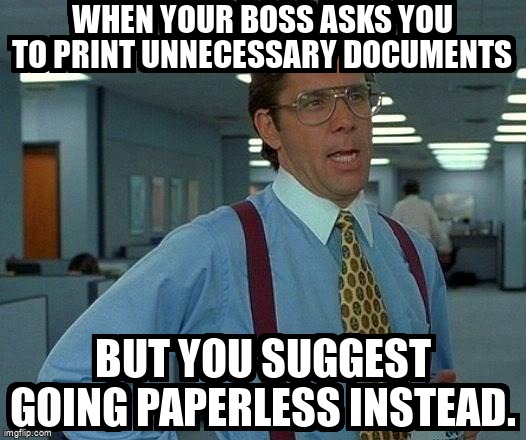 WHEN YOUR BOSS ASKS YOU
TO PRINT UNNECESSARY DOCUMENTS
BUT YOU SUGGEST
GOING PAPERLESS INSTEAD.
imgflip.com